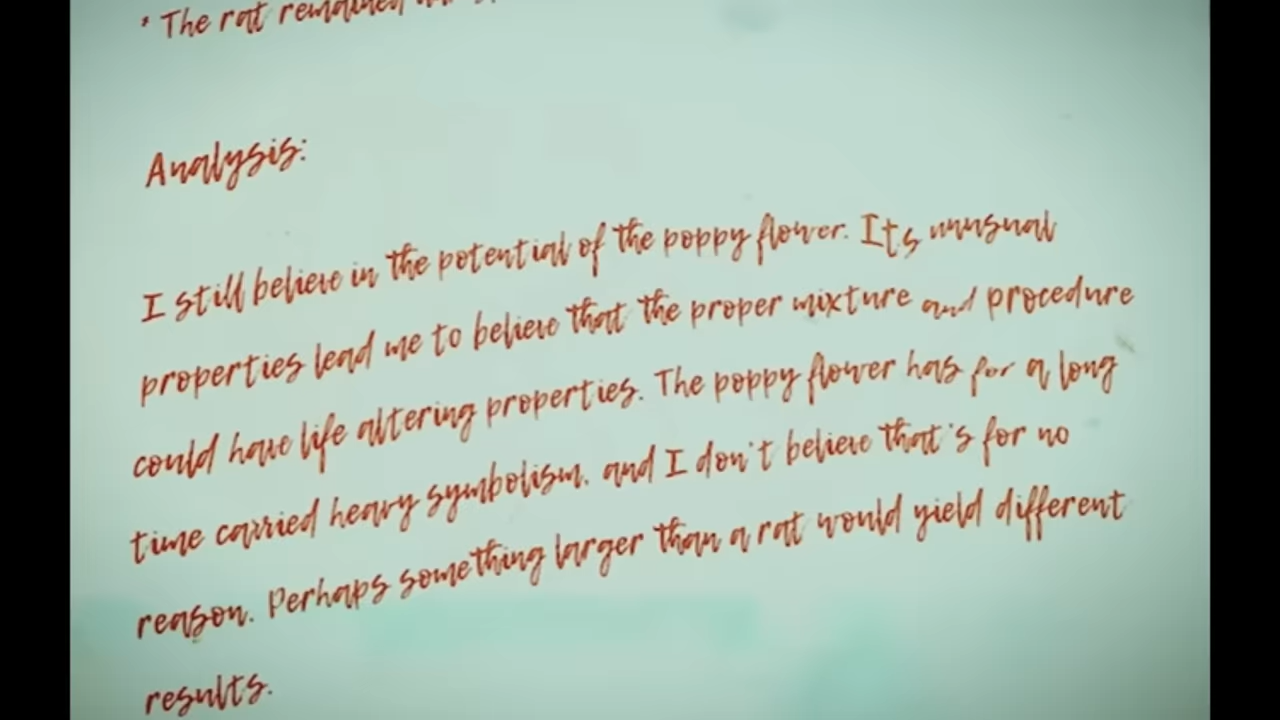 * The rat remained
Analysis:
I still believe in the potential of the poppy flower. Its unusual
properties lead me to believe that the proper mixture and procedure
could have life altering properties. The poppy flower has for a long
time carried heavy symbolism, and I don't believe that's for no
reason. Perhaps something larger than a rat would yield different
results.